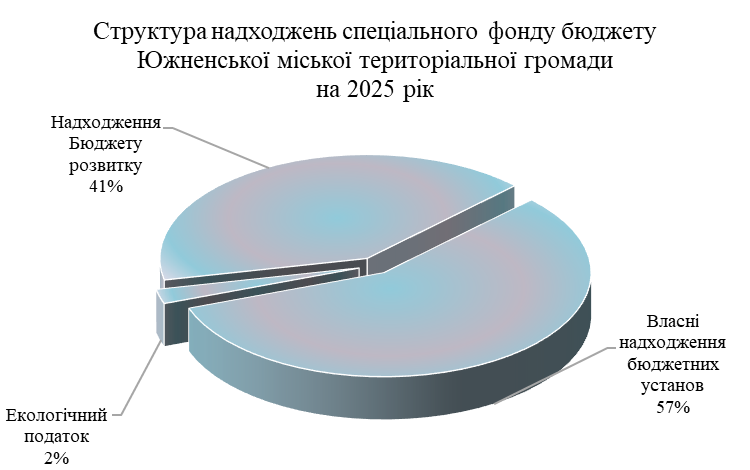 Структура надходжень спеціального фонду бюджету
Южненської міської територіальної громади
на 2025 рік
Надходження
Бюджету
розвитку
41%
Власні
надходження
бюджетних
установ
57%
Екологічний
податок
2%